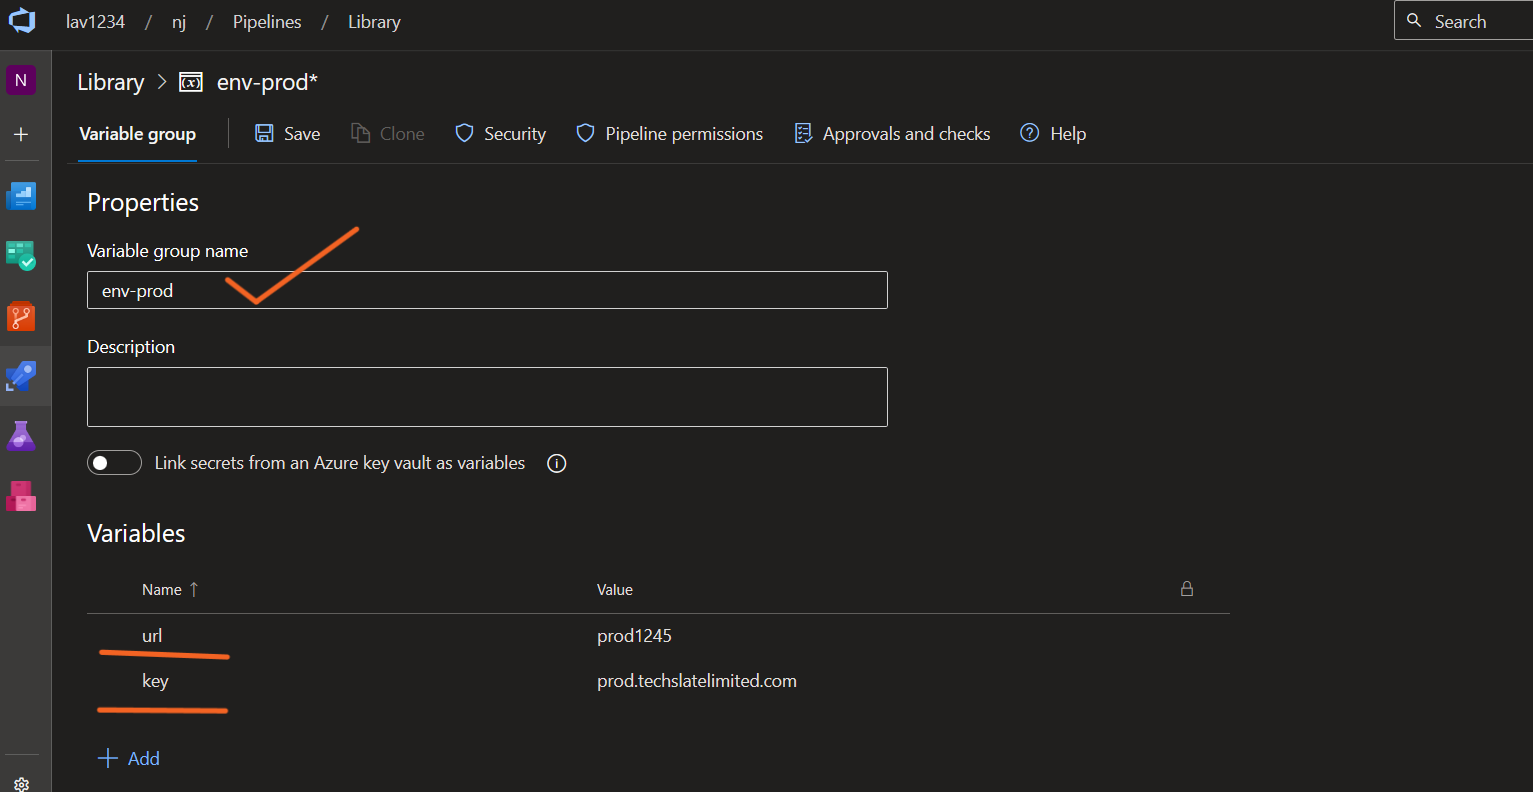 lav1234 / nj / Pipelines / Library
Search
N
Library > env-prod*
Variable group Save Clone Security Pipeline permissions Approvals and checks Help
Properties
Variable group name
env-prod
Description
Link secrets from an Azure key vault as variables
Variables
Name ↑ Value
url prod1245
key prod.techslatelimited.com
+ Add